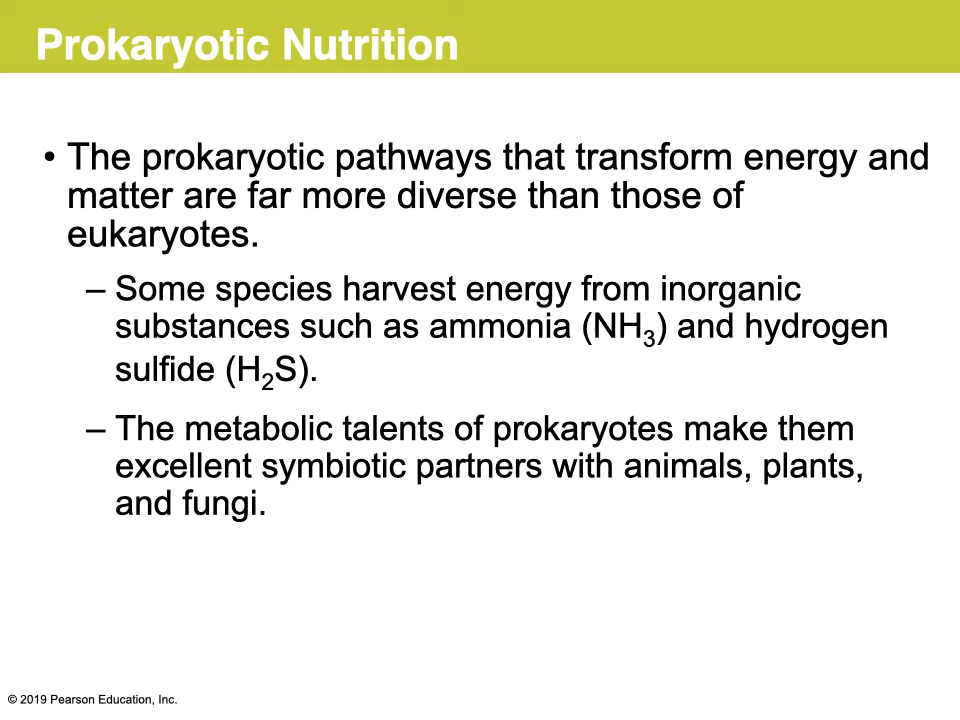 Prokaryotic Nutrition
• The prokaryotic pathways that transform energy and
matter are far more diverse than those of
eukaryotes.
– Some species harvest energy from inorganic
substances such as ammonia (NH₃) and hydrogen
sulfide (H₂S).
– The metabolic talents of prokaryotes make them
excellent symbiotic partners with animals, plants,
and fungi.
© 2019 Pearson Education, Inc.